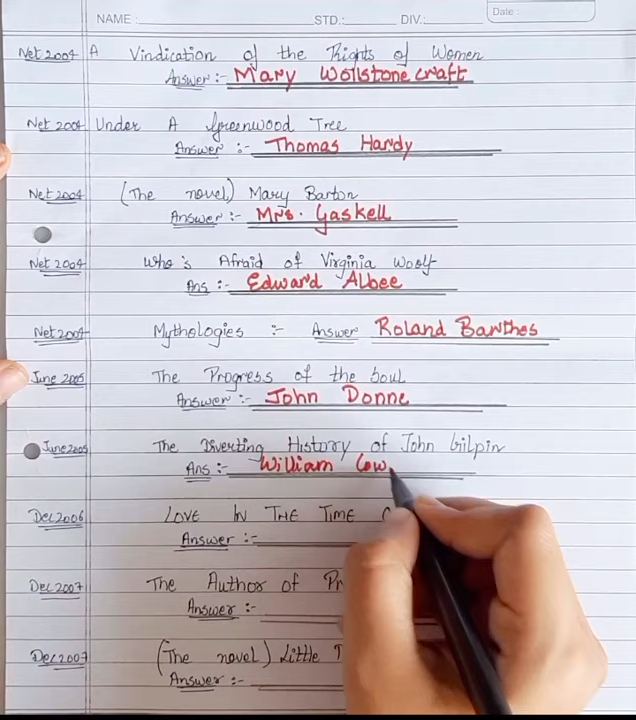 NAME : STD.: DIV.: Date :
Net 2004 A Vindication of the Rights of Women
Answer :- Mary Wollstonecraft
Net 2004 Under A Greenwood Tree
Answer :- Thomas Hardy
Net 2004 (The novel) Mary Barton
Answer :- Mrs. Gaskell
Net 2004 Who's Afraid of Virginia Woolf
Ans :- Edward Albee
Net 2004 Mythologies :- Answer Roland Barthes
June 2005 The Progress of the Soul
Answer :- John Donne
June 2005 The Diverting History of John Gilpin
Ans :- William Cow
Dec 2006 LOVE IN THE TIME
Answer :-
Dec 2007 The Author of
Answer :-
Dec 2007 (The novel) Little
Answer :-